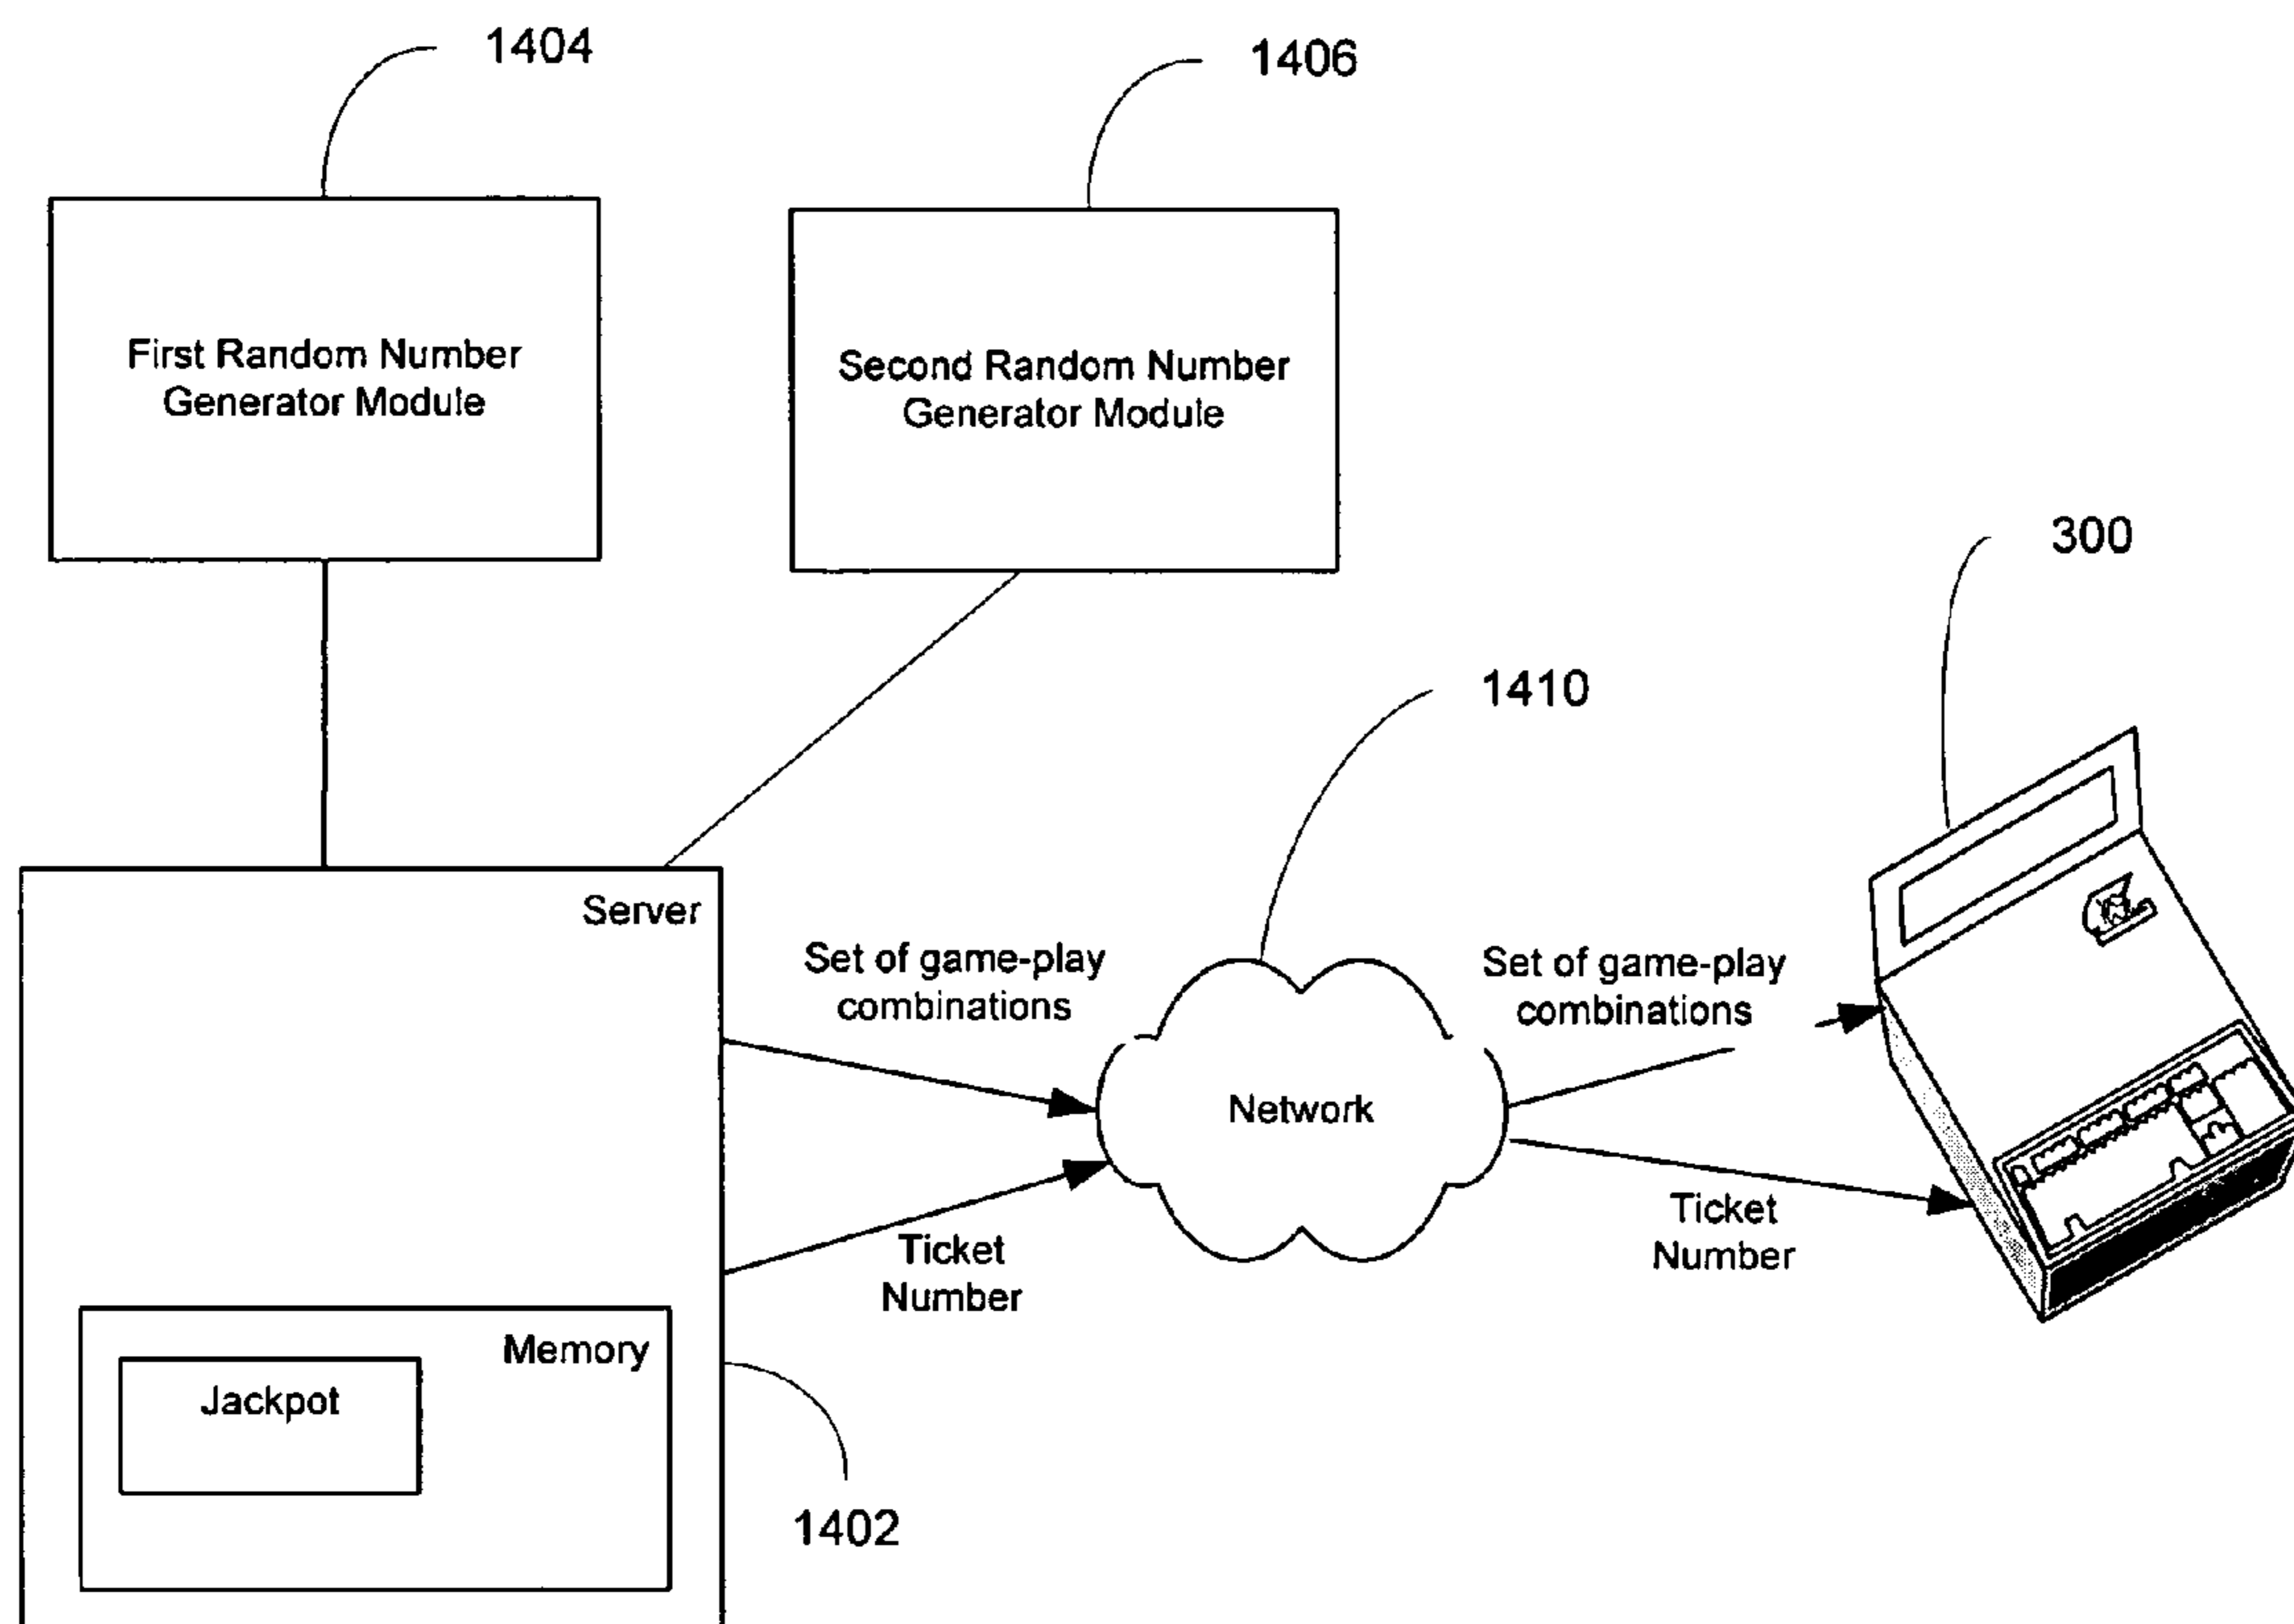 1404
1406
First Random Number
Generator Module
Second Random Number
Generator Module
300
1410
Server
Set of game-play
combinations
Set of game-play
combinations
Network
Ticket
Number
Ticket
Number
Memory
Jackpot
1402